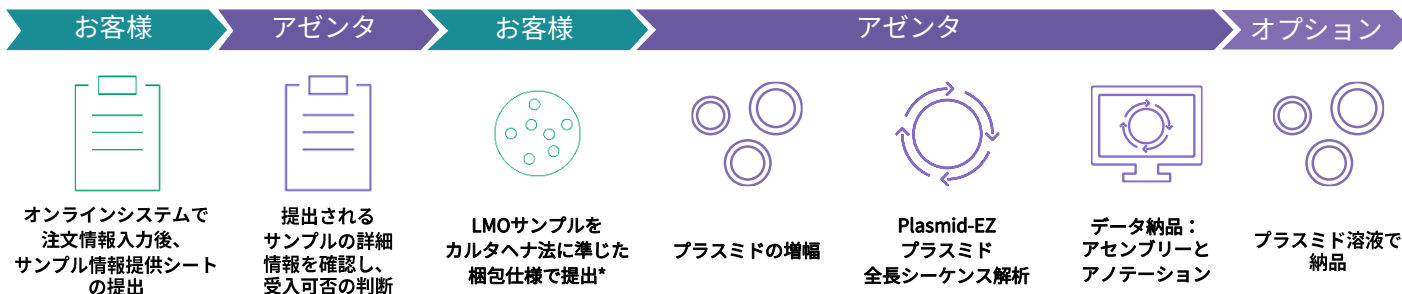 お客様
アゼンタ
お客様
アゼンタ
オプション
オンラインシステムで
注文情報入力後、
サンプル情報提供シート
の提出
提出される
サンプルの詳細
情報を確認し、
受入可否の判断
LMOサンプルを
カルタヘナ法に準じた
梱包仕様で提出*
プラスミドの増幅
Plasmid-EZ
プラスミド
全長シーケンス解析
データ納品：
アセンブリーと
アノテーション
プラスミド溶液で
納品